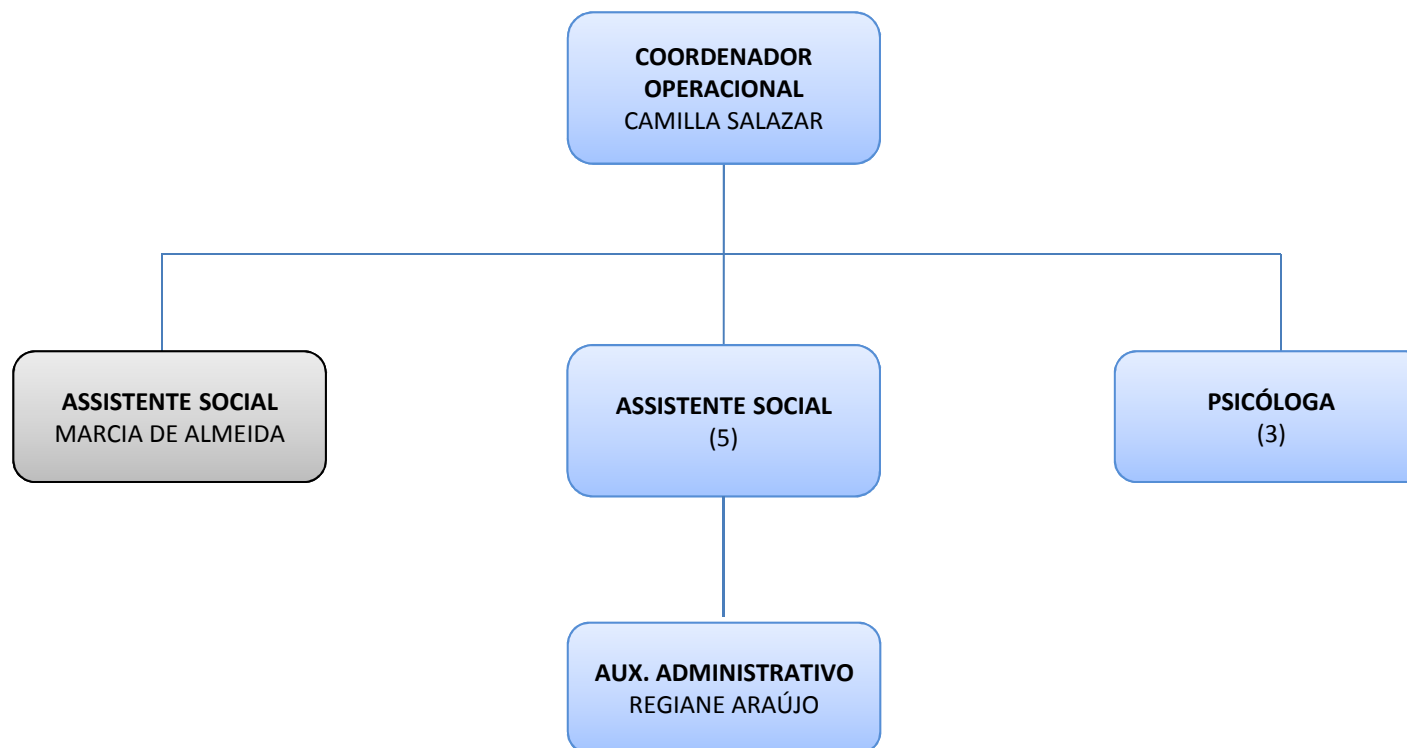 COORDENADOR
OPERACIONAL
CAMILLA SALAZAR
ASSISTENTE SOCIAL
MARCIA DE ALMEIDA
ASSISTENTE SOCIAL
(5)
PSICÓLOGA
(3)
AUX. ADMINISTRATIVO
REGIANE ARAÚJO